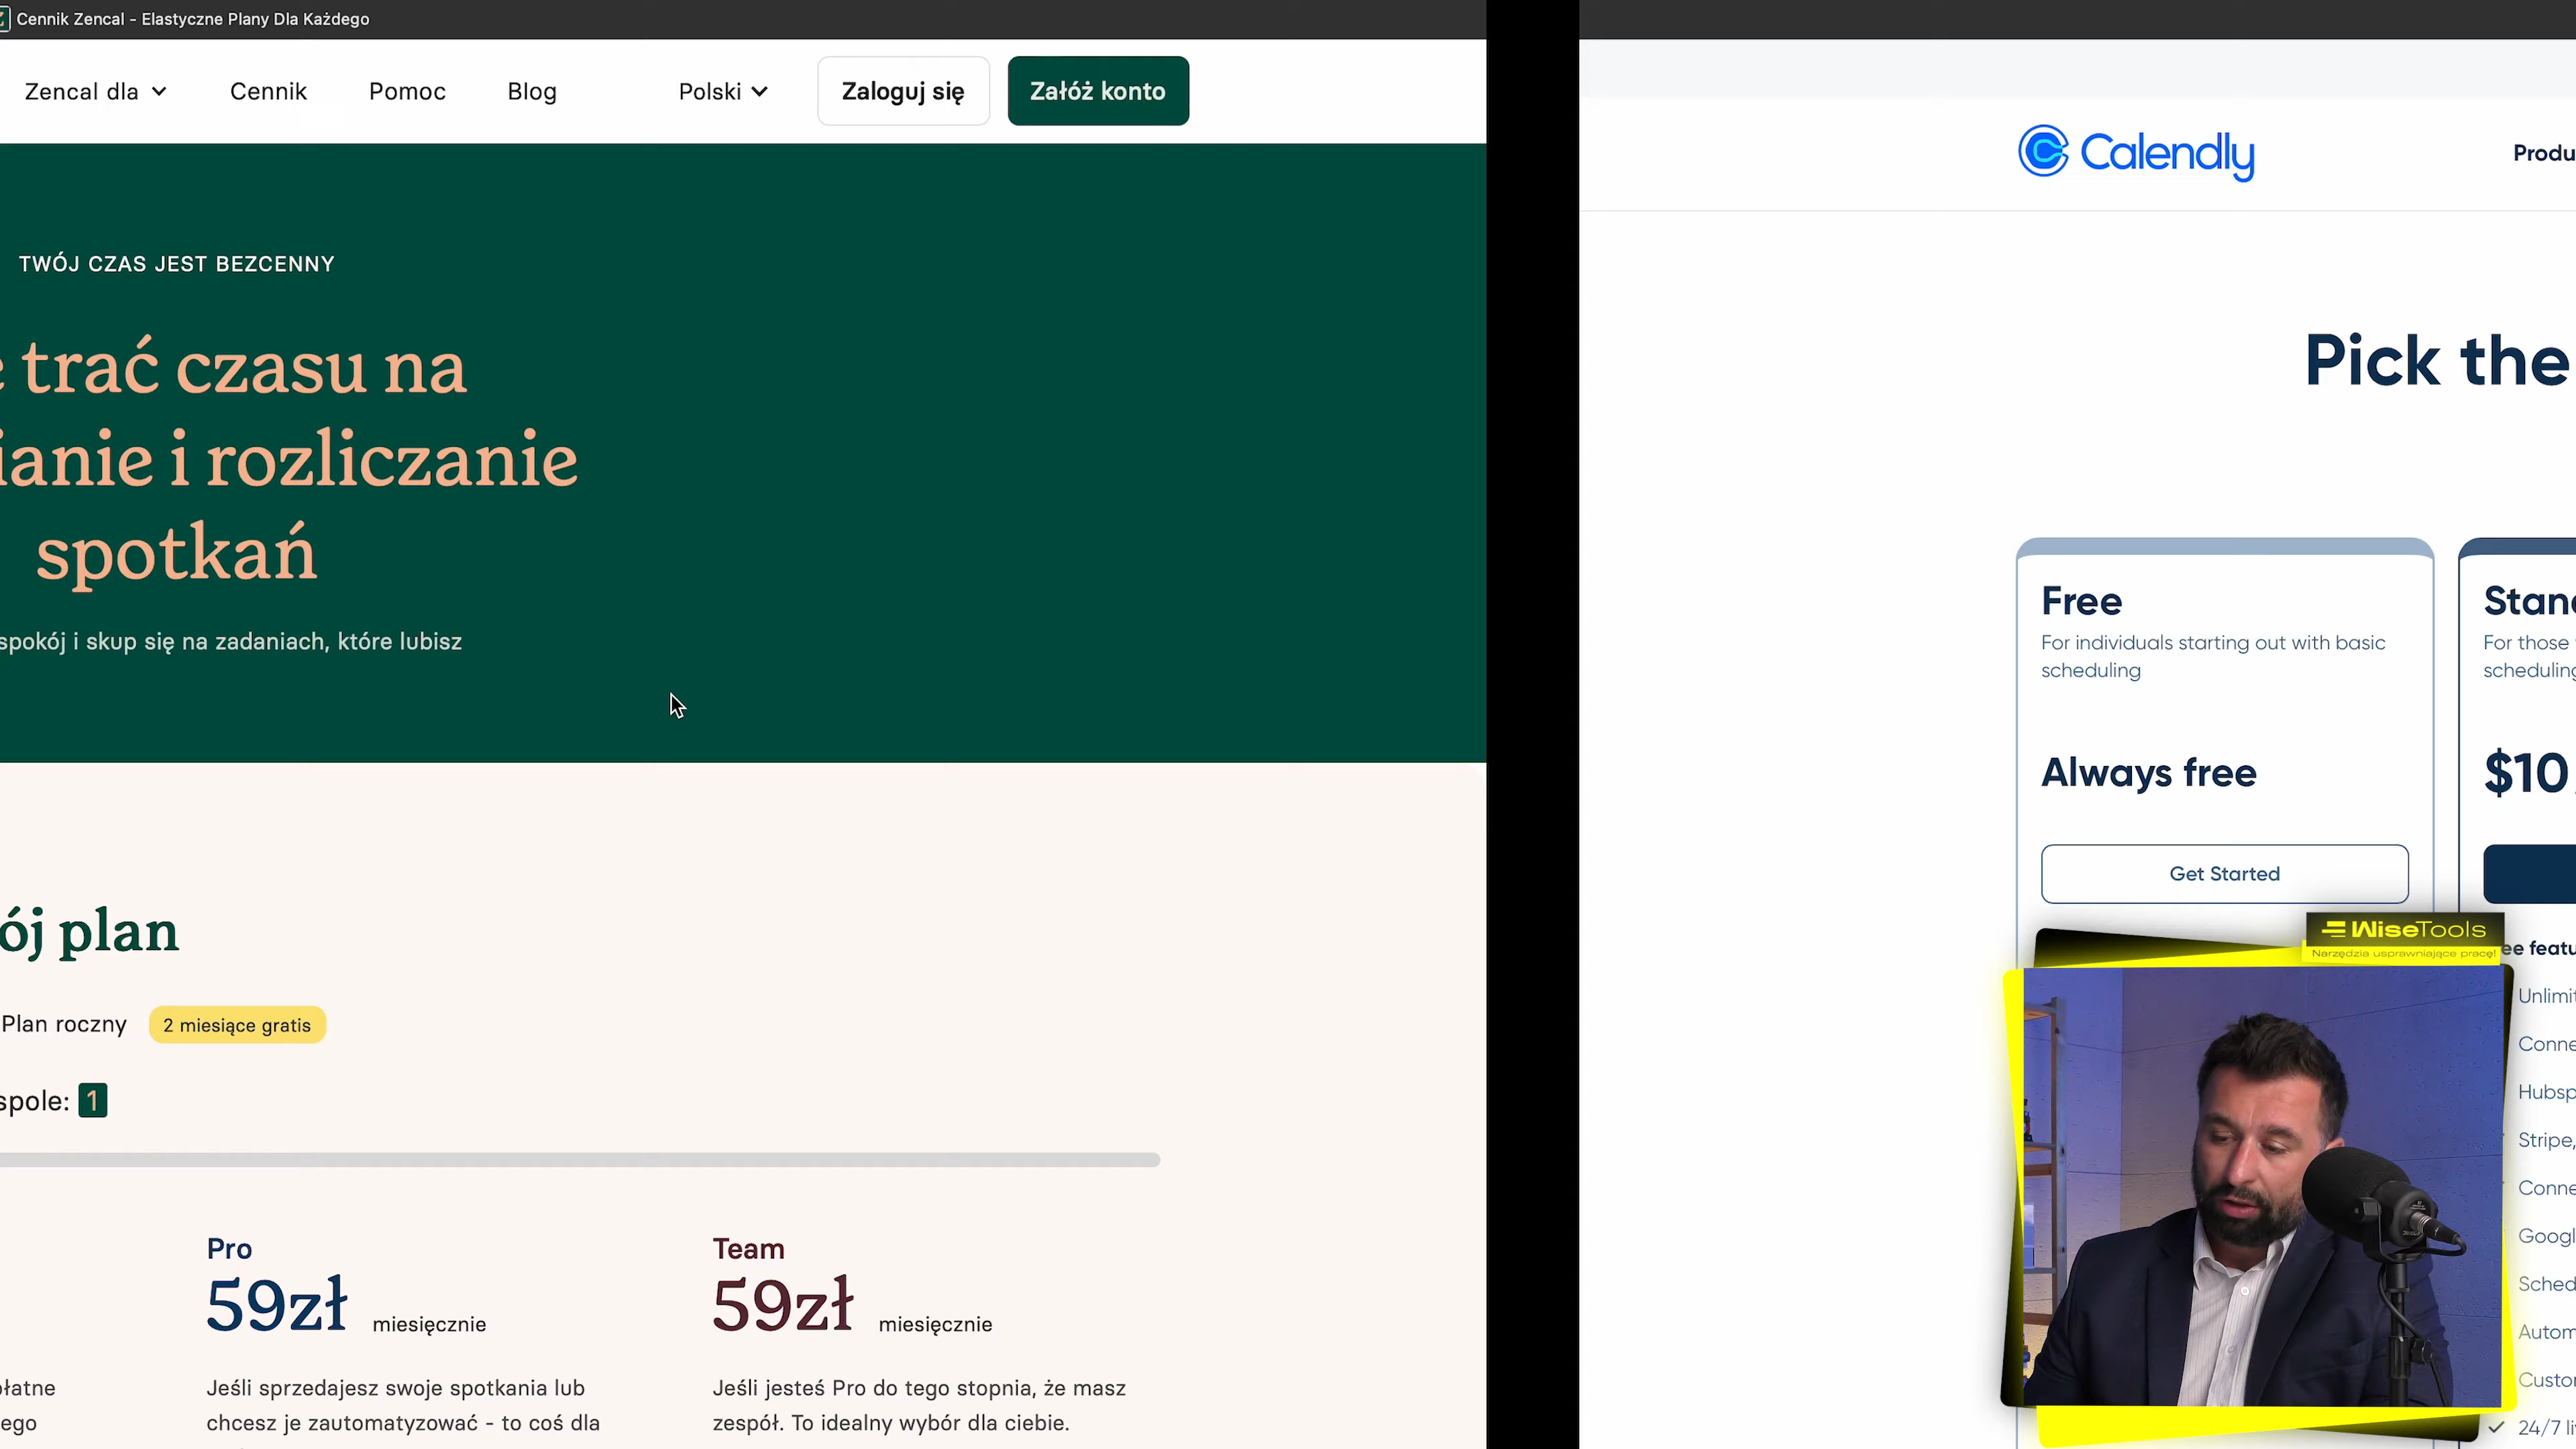 Cennik Zencal - Elastyczne Plany Dla Każdego
Zencal dla
Cennik
Pomoc
Blog
Polski
Zaloguj się
Załóż konto
TWÓJ CZAS JEST BEZCENNY
trać czasu na
ianie i rozliczanie
spotkań
spokój i skup się na zadaniach, które lubisz
ój plan
Plan roczny
2 miesiące gratis
spole: 1
Pro
59zł miesięcznie
Jeśli sprzedajesz swoje spotkania lub
chcesz je zautomatyzować - to coś dla
Team
59zł miesięcznie
Jeśli jesteś Pro do tego stopnia, że masz
zespół. To idealny wybór dla ciebie.
łatne
ego
Calendly
Produ
Pick the
Free
For individuals starting out with basic
scheduling
Always free
Get Started
Stan
For those
scheduling
$10
ee featu
Unlimit
Conne
Hubsp
Stripe,
Conne
Googl
Sched
Autom
Custo
24/7 li
WiseTools
Narzędzia usprawniające pracę!